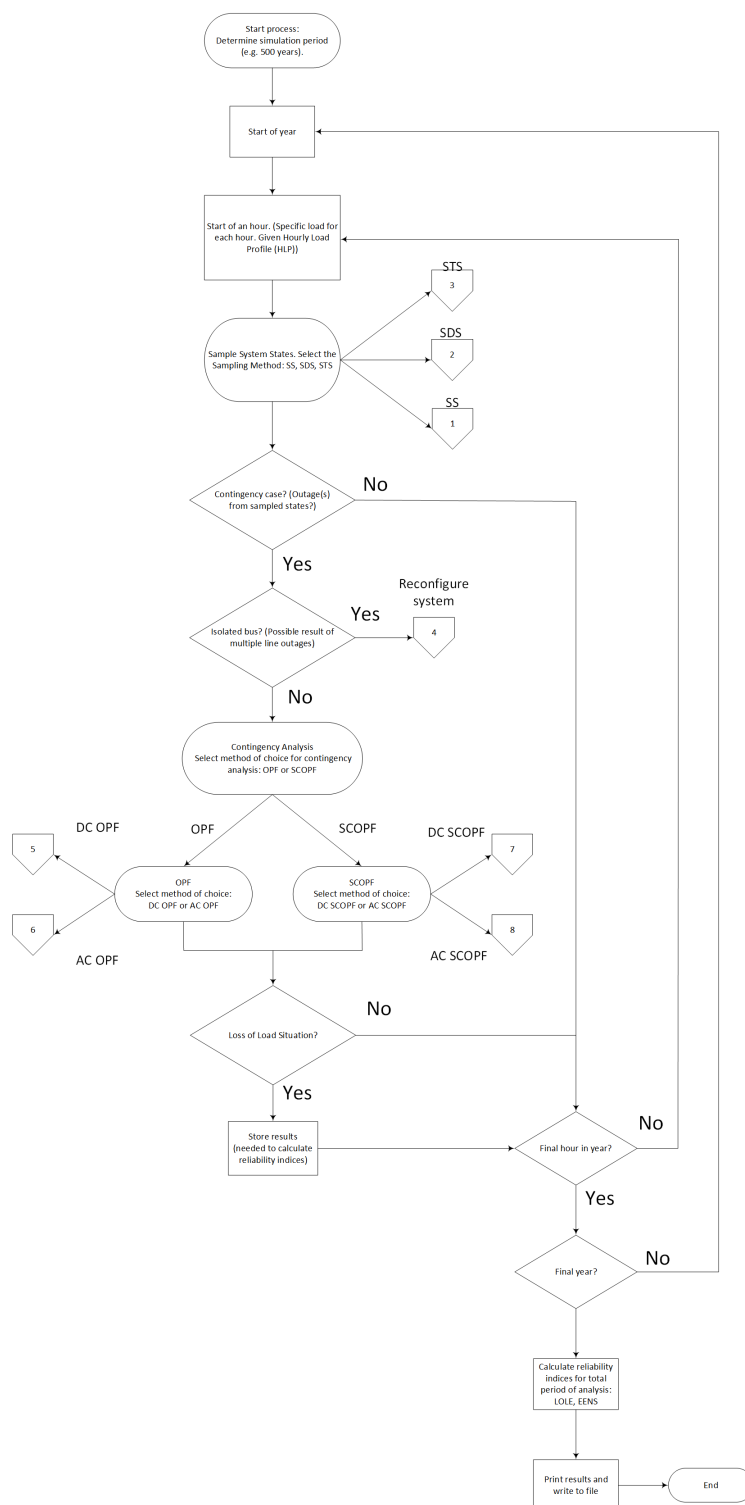 Start process:
Determine simulation period
(e.g. 500 years).
Start of year
Start of an hour. (Specific load for
each hour. Given Hourly Load
Profile (HLP))
STS
3
SDS
2
Sample System States. Select the
Sampling Method: SS, SDS, STS
SS
1
No
Contingency case? (Outage(s)
from sampled states?)
Yes
Reconfigure
system
Yes
4
Isolated bus? (Possible result of
multiple line outages)
No
Contingency Analysis
Select method of choice for contingency
analysis: OPF or SCOPF
DC OPF
OPF
SCOPF
DC SCOPF
5
7
OPF
Select method of choice:
DC OPF or AC OPF
SCOPF
Select method of choice:
DC SCOPF or AC SCOPF
6
8
AC OPF
AC SCOPF
No
Loss of Load Situation?
Yes
Store results
(needed to calculate
reliability indices)
No
Final hour in year?
Yes
No
Final year?
Calculate reliability
indices for total
period of analysis:
LOLE, EENS
Print results and
write to file
End